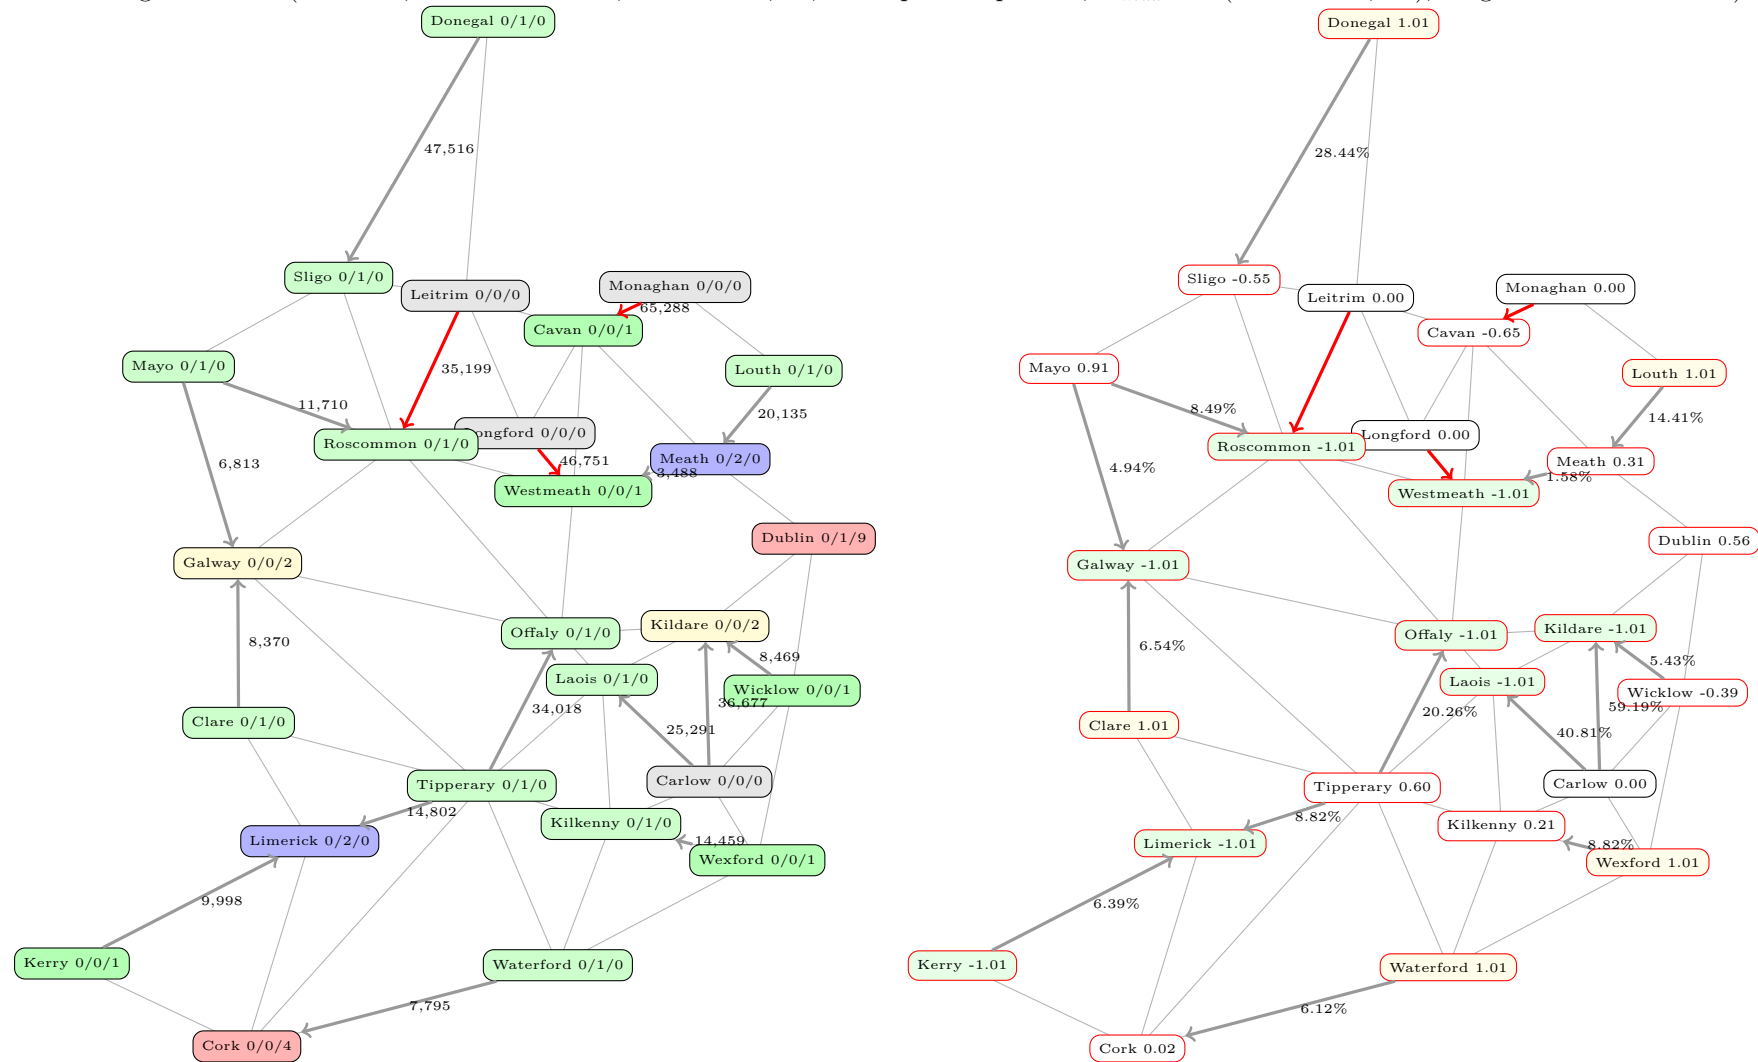 Donegal 0/1/0
47,516
Sligo 0/1/0
Leitrim 0/0/0
Monaghan 0/0/0
65,288
Cavan 0/0/1
Mayo 0/1/0
35,199
Louth 0/1/0
11,710
20,135
Roscommon 0/1/0
ongford 0/0/0
6,813
46,751
Meath 0/2/0
3,488
Westmeath 0/0/1
Dublin 0/1/9
Galway 0/0/2
Offaly 0/1/0
Kildare 0/0/2
8,370
8,469
Laois 0/1/0
Wicklow 0/0/1
36,677
34,018
Clare 0/1/0
25,291
Tipperary 0/1/0
Carlow 0/0/0
14,802
Kilkenny 0/1/0
Limerick 0/2/0
14,459
Wexford 0/0/1
9,998
Kerry 0/0/1
Waterford 0/1/0
7,795
Cork 0/0/4
Donegal 1.01
28.44%
Sligo -0.55
Leitrim 0.00
Monaghan 0.00
Cavan -0.65
Mayo 0.91
Louth 1.01
8.49%
14.41%
Roscommon -1.01
Longford 0.00
4.94%
Meath 0.31
1.58%
Westmeath -1.01
Dublin 0.56
Galway -1.01
Offaly -1.01
Kildare -1.01
6.54%
5.43%
Laois -1.01
Wicklow -0.39
59.19%
20.26%
Clare 1.01
40.81%
Tipperary 0.60
Carlow 0.00
8.82%
Kilkenny 0.21
Limerick -1.01
8.82%
Wexford 1.01
6.39%
Kerry -1.01
Waterford 1.01
6.12%
Cork 0.02